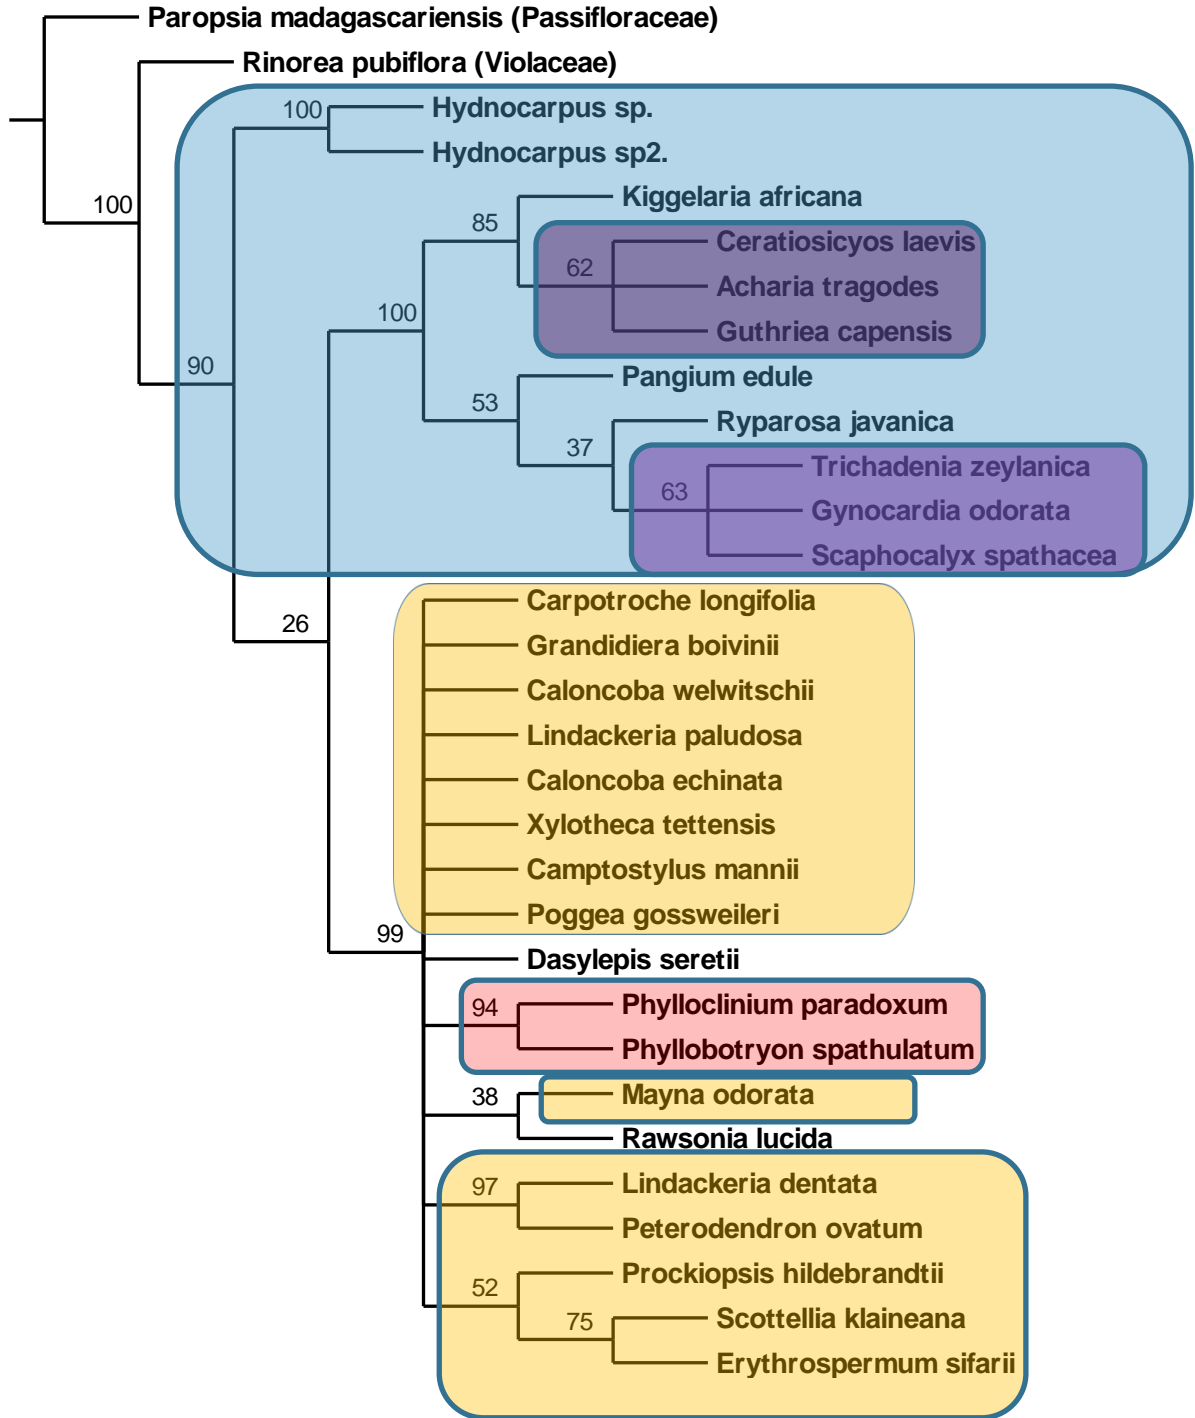 Paropsia madagascariensis (Passifloraceae)
Rinorea pubiflora (Violaceae)
100
Hydnocarpus sp.
Hydnocarpus sp2.
100
Kiggelaria africana
85
Ceratiosicyos laevis
62
Acharia tragodes
100
Guthriea capensis
90
Pangium edule
53
Ryparosa javanica
37
Trichadenia zeylanica
63
Gynocardia odorata
Scaphocalyx spathacea
Carpotroche longifolia
26
Grandidiera boivinii
Caloncoba welwitschii
Lindackeria paludosa
Caloncoba echinata
Xylotheca tettensis
Camptostylus mannii
Poggea gossweileri
99
Dasylepis seretii
94
Phylloclinium paradoxum
Phyllobotryon spathulatum
38
Mayna odorata
Rawsonia lucida
97
Lindackeria dentata
Peterodendron ovatum
Prockiopsis hildebrandtii
52
Scottellia klaineana
75
Erythrospermum sifarii